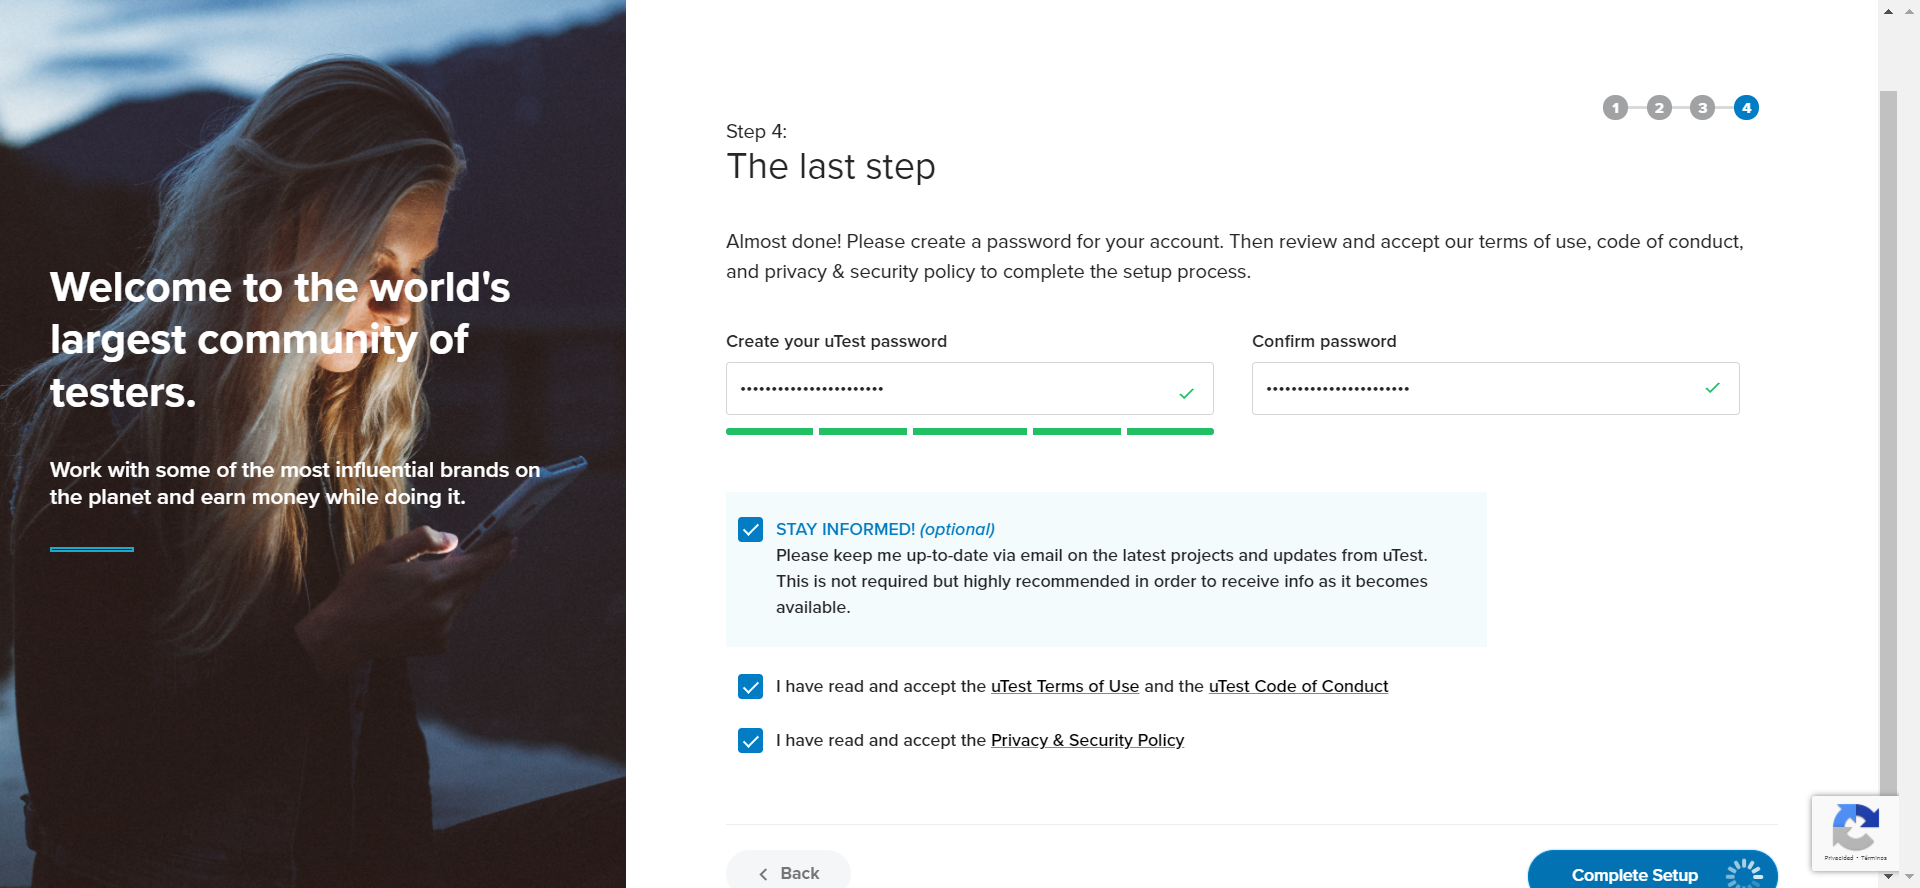 Welcome to the world's
largest community of
testers.
Work with some of the most influential brands on
the planet and earn money while doing it.
1 2 3 4
Step 4:
The last step
Almost done! Please create a password for your account. Then review and accept our terms of use, code of conduct,
and privacy & security policy to complete the setup process.
Create your uTest password
Confirm password
STAY INFORMED! (optional)
Please keep me up-to-date via email on the latest projects and updates from uTest.
This is not required but highly recommended in order to receive info as it becomes
available.
I have read and accept the uTest Terms of Use and the uTest Code of Conduct
I have read and accept the Privacy & Security Policy
Back
Complete Setup
Privacidad - Términos